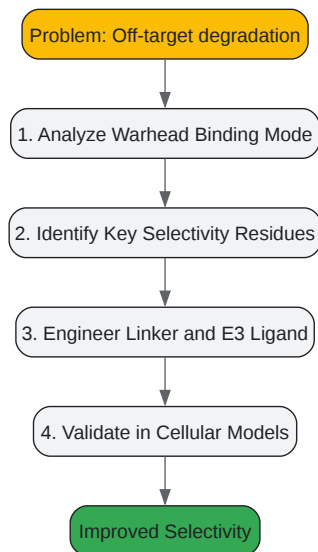 Problem: Off-target degradation
1. Analyze Warhead Binding Mode
2. Identify Key Selectivity Residues
3. Engineer Linker and E3 Ligand
4. Validate in Cellular Models
Improved Selectivity